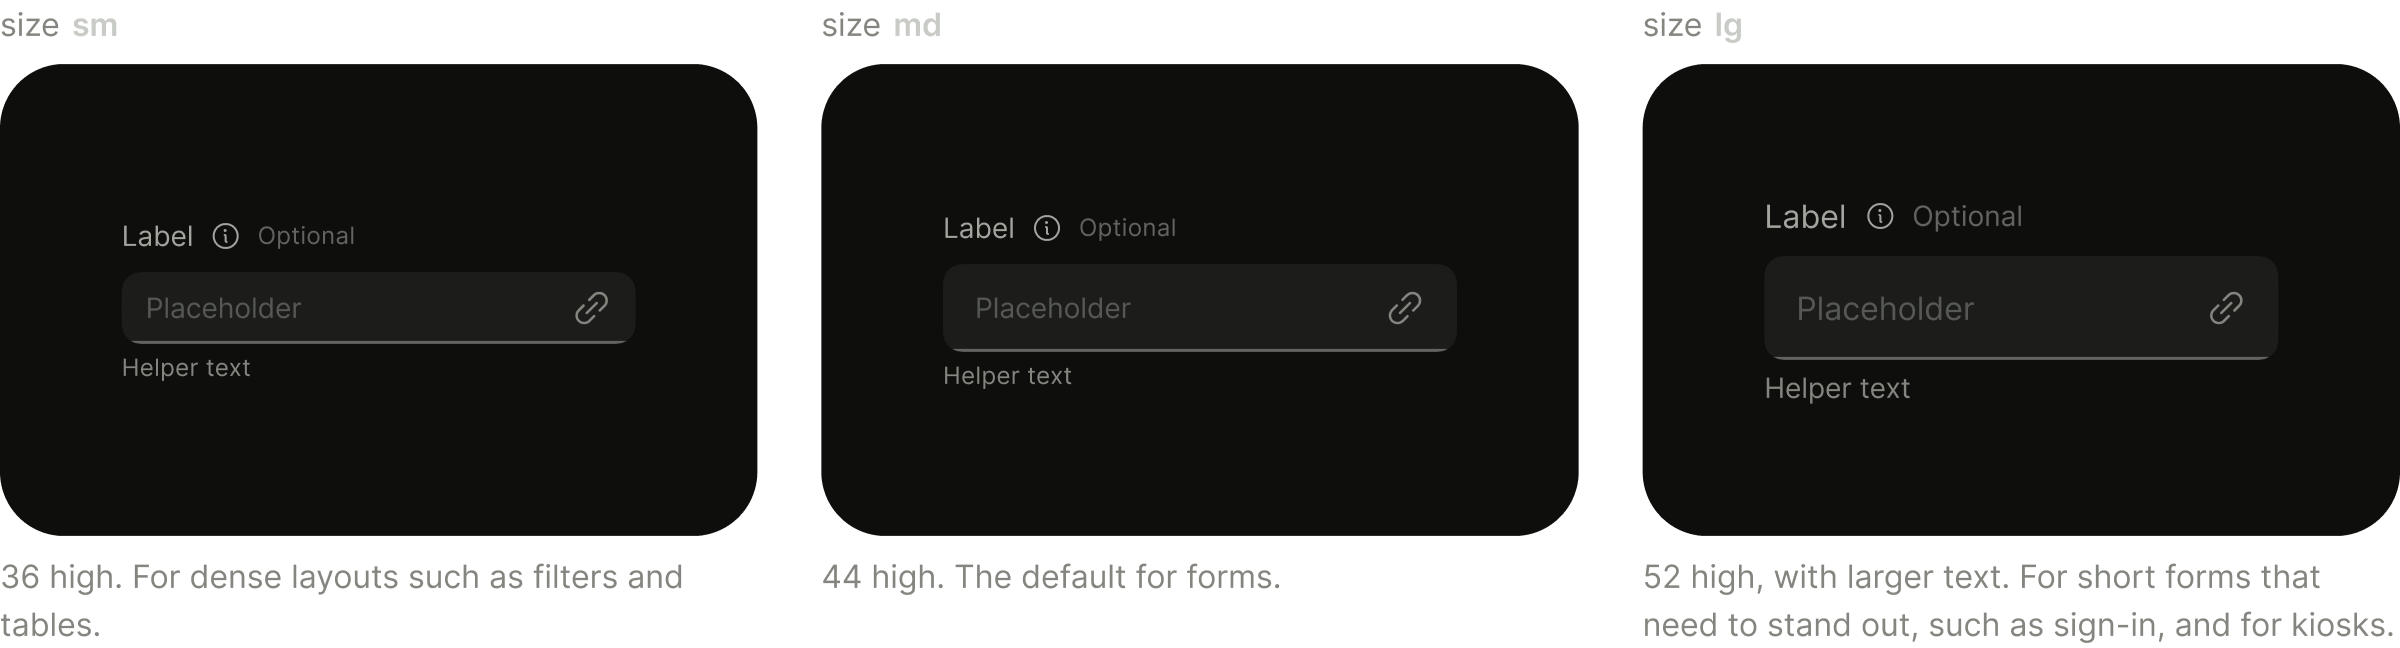 size sm
Label Optional
Placeholder
Helper text
36 high. For dense layouts such as filters and
tables.
size md
Label Optional
Placeholder
Helper text
44 high. The default for forms.
size lg
Label Optional
Placeholder
Helper text
52 high, with larger text. For short forms that
need to stand out, such as sign-in, and for kiosks.